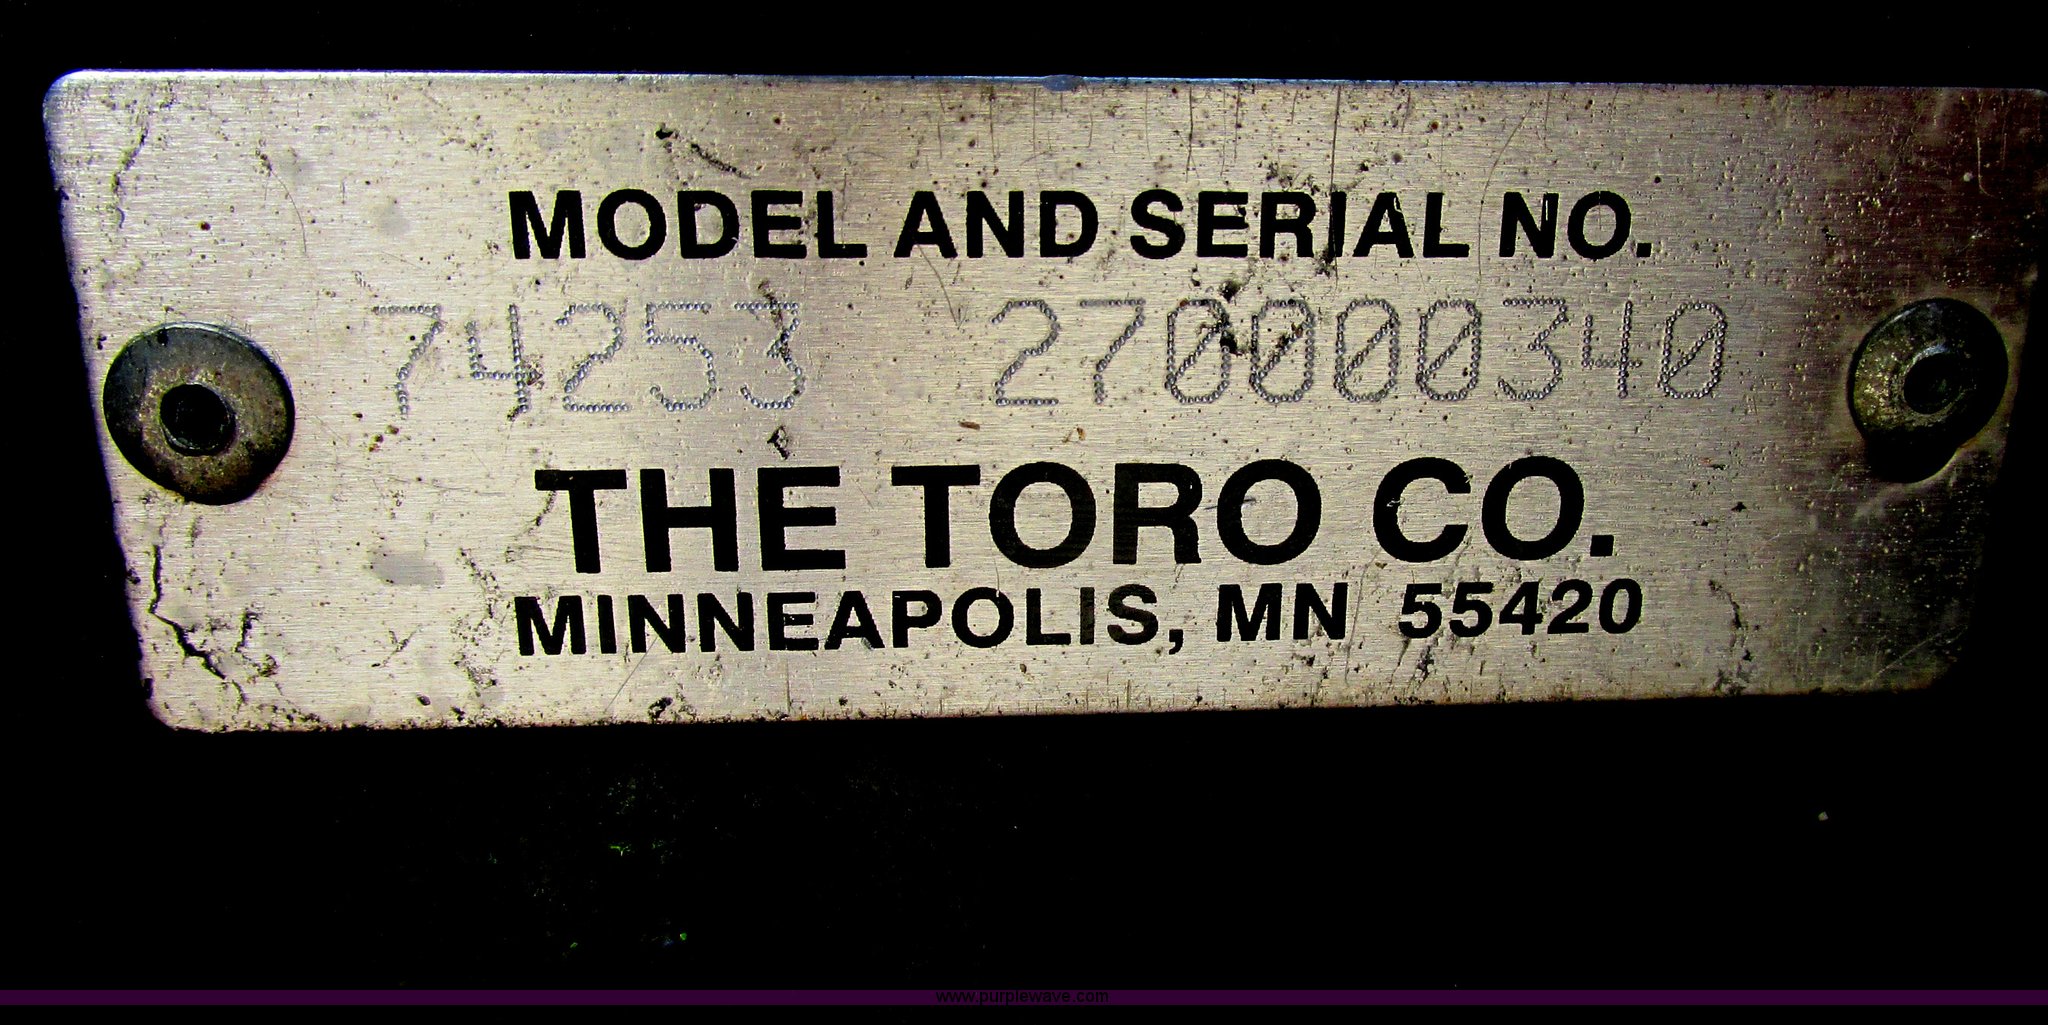 MODEL AND SERIAL NO.
74253 270000340
THE TORO CO.
MINNEAPOLIS, MN 55420
www.purplewave.com